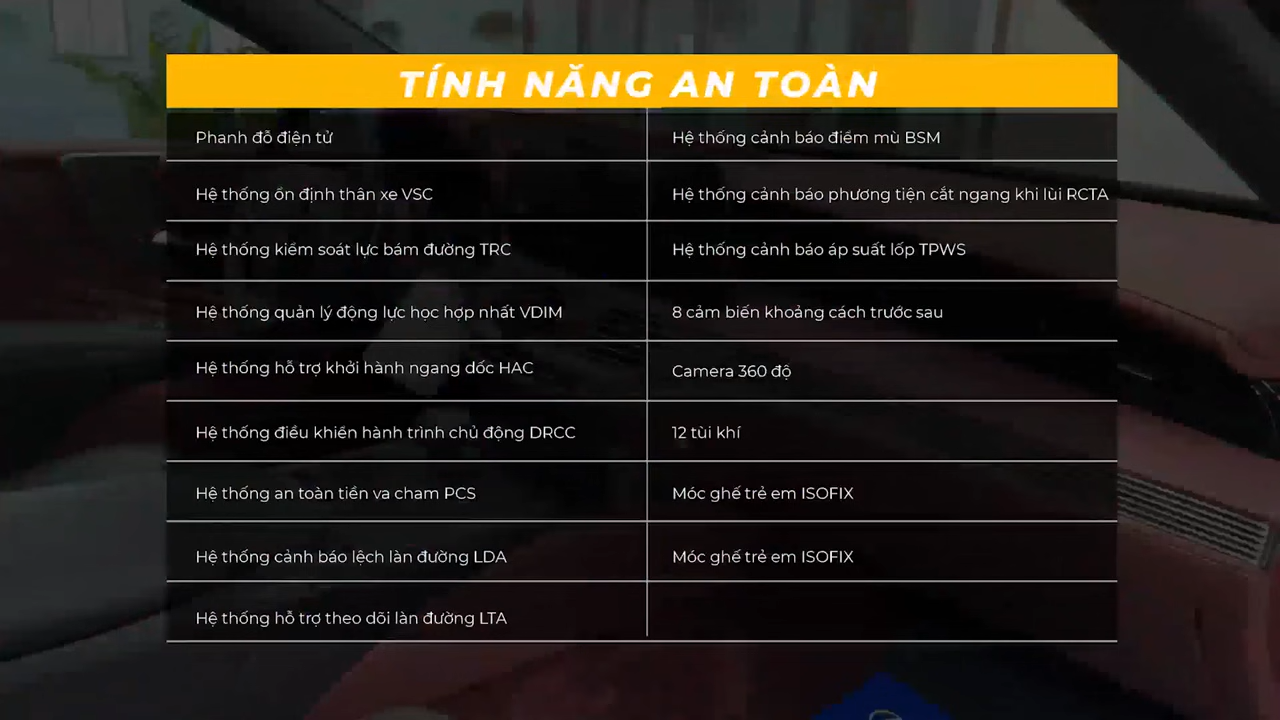 TÍNH NĂNG AN TOÀN
Phanh đỗ điện tử
Hệ thống cảnh báo điểm mù BSM
Hệ thống ổn định thân xe VSC
Hệ thống cảnh báo phương tiện cắt ngang khi lùi RCTA
Hệ thống kiểm soát lực bám đường TRC
Hệ thống cảnh báo áp suất lốp TPWS
Hệ thống quản lý động lực học hợp nhất VDIM
8 cảm biến khoảng cách trước sau
Hệ thống hỗ trợ khởi hành ngang dốc HAC
Camera 360 độ
Hệ thống điều khiển hành trình chủ động DRCC
12 tùi khí
Hệ thống an toàn tiền va cham PCS
Móc ghế trẻ em ISOFIX
Hệ thống cảnh báo lệch làn đường LDA
Móc ghế trẻ em ISOFIX
Hệ thống hỗ trợ theo dõi làn đường LTA